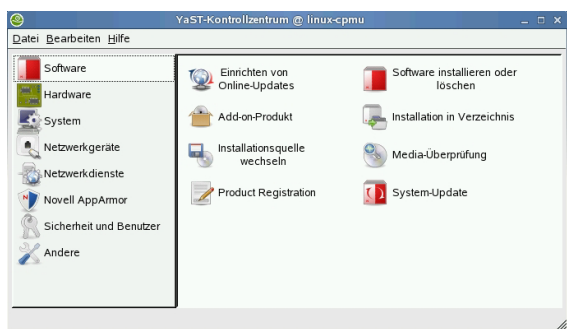 YaST-Kontrollzentrum @ linux-cpmu
Datei Bearbeiten Hilfe
Software
Hardware
System
Netzwerkgeräte
Netzwerkdienste
Novell AppArmor
Sicherheit und Benutzer
Andere
Einrichten von
Online-Updates
Software installieren oder
löschen
Add-on-Produkt
Installation in Verzeichnis
Installationsquelle
wechseln
Media-Überprüfung
Product Registration
System-Update